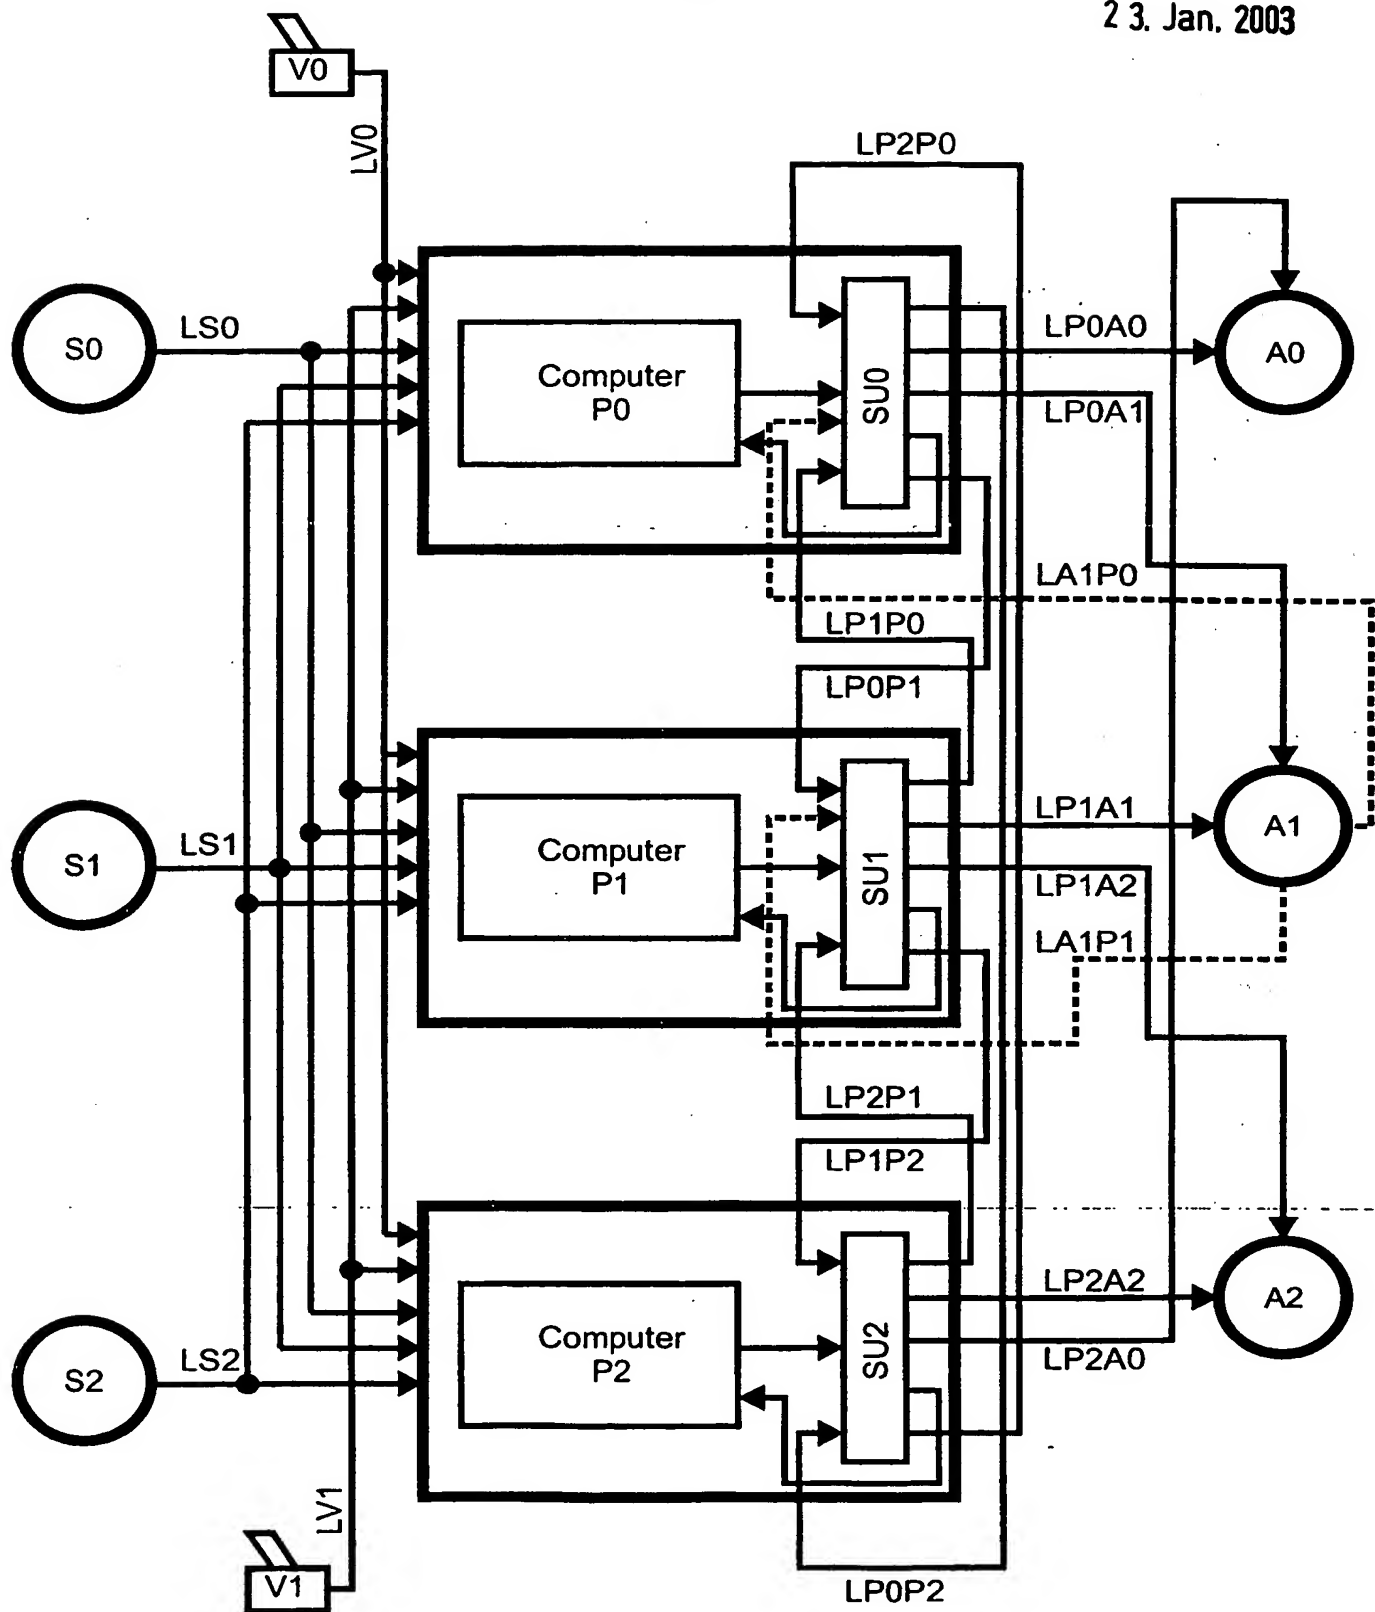 2 3. Jan. 2003
V0
LV0
LP2P0
S0
LS0
Computer
P0
SU0
LP0A0
A0
LP0A1
LA1P0
LP1P0
LP0P1
S1
LS1
Computer
P1
SU1
LP1A1
A1
LP1A2
LA1P1
LP2P1
LP1P2
S2
LS2
Computer
P2
SU2
LP2A2
A2
LP2A0
LV1
V1
LP0P2